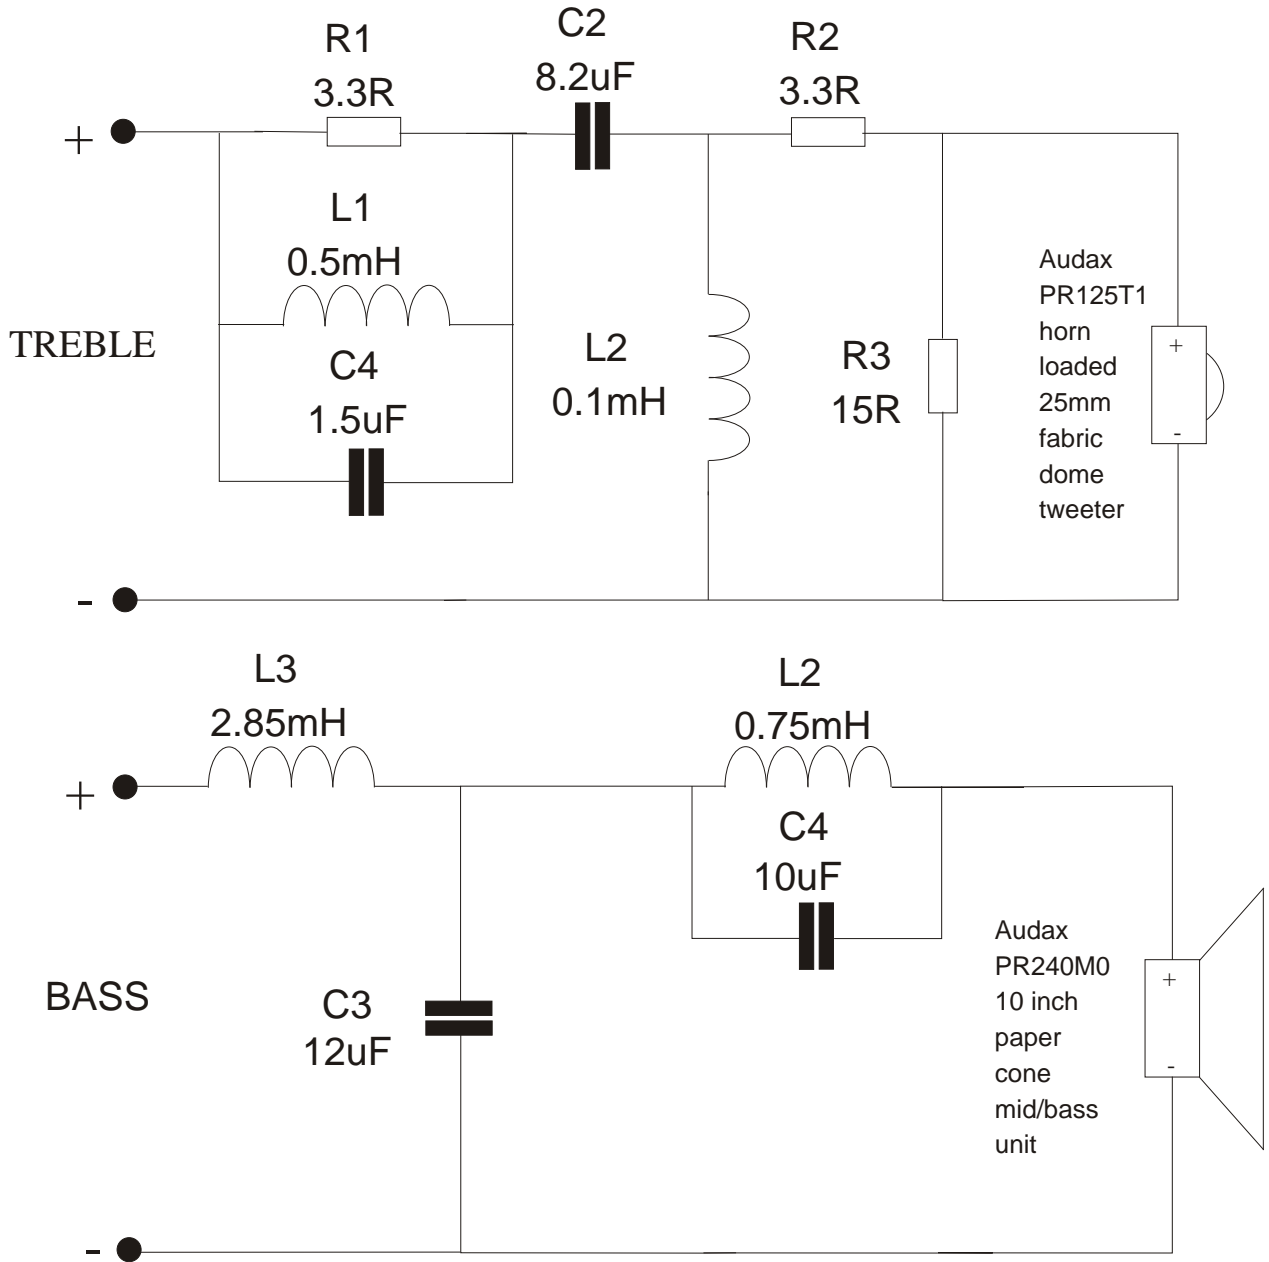 R1
3.3R
C2
8.2uF
R2
3.3R
+
L1
0.5mH
TREBLE
C4
1.5uF
L2
0.1mH
R3
15R
Audax
PR125T1
horn
loaded
25mm
fabric
dome
tweeter
+
-
-
L3
2.85mH
L2
0.75mH
+
C4
10uF
BASS
C3
12uF
Audax
PR240M0
10 inch
paper
cone
mid/bass
unit
+
-
-